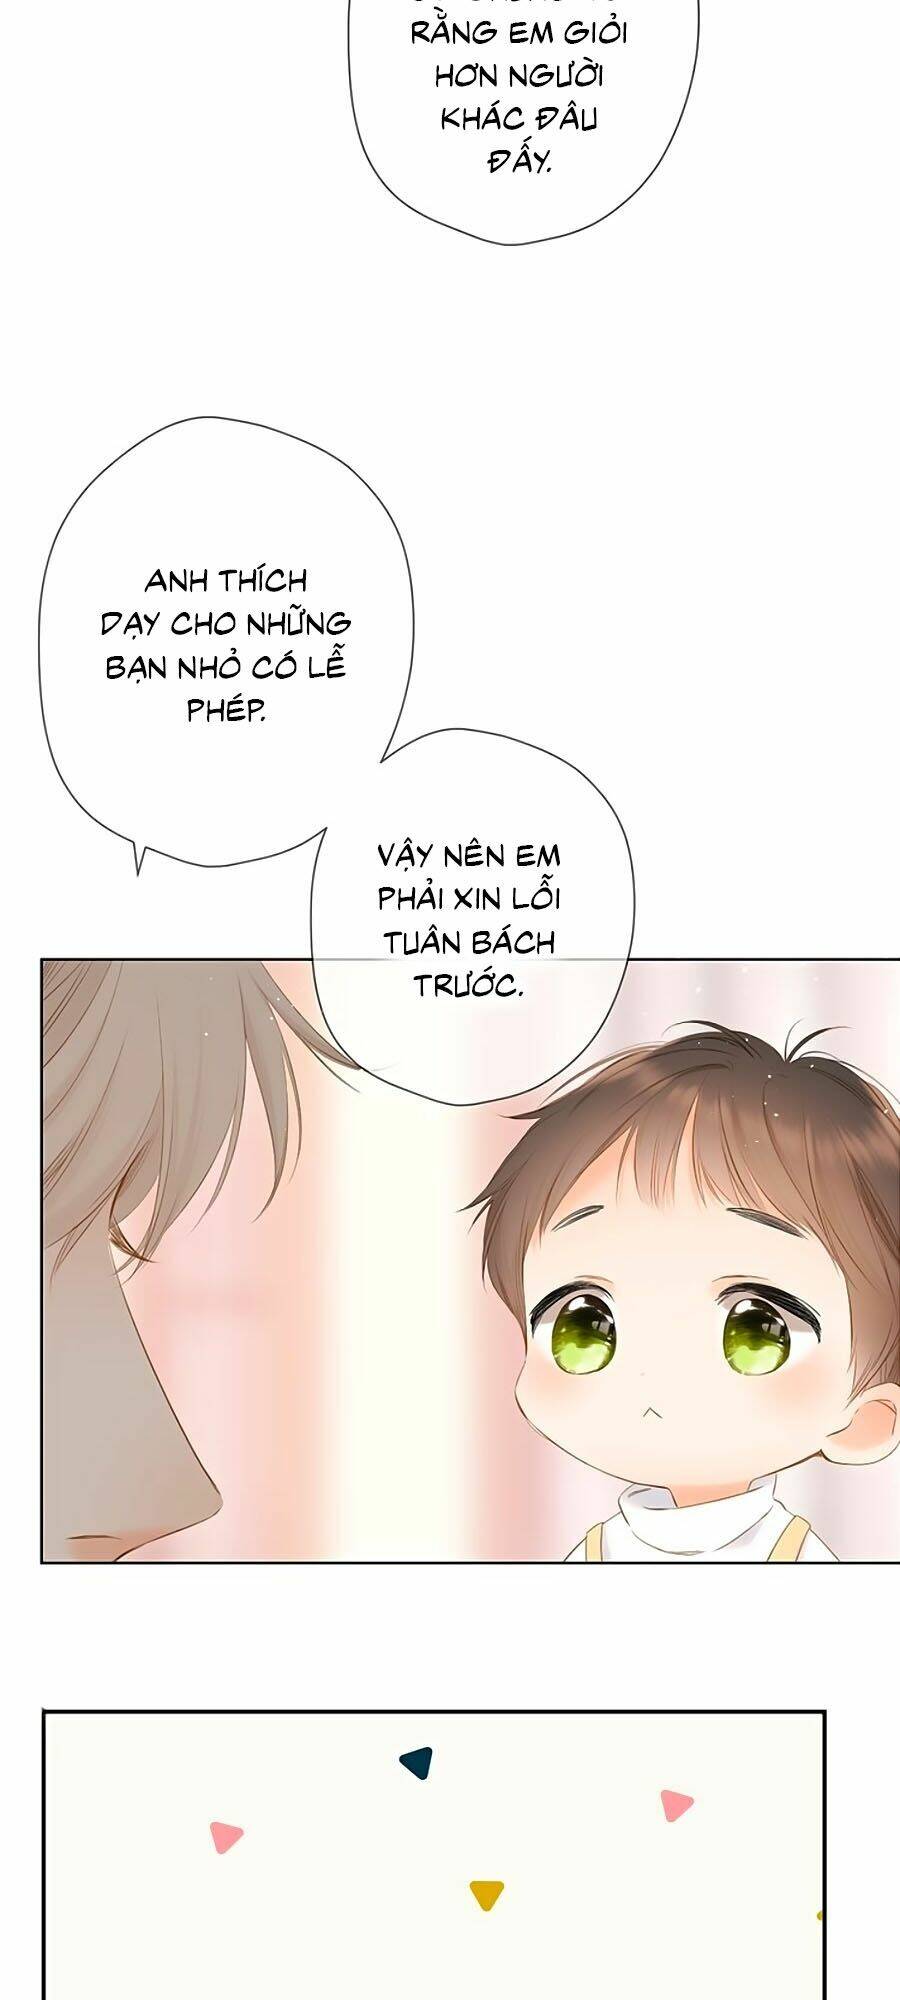 RẰNG EM GIỎI
HƠN NGƯỜI
KHÁC ĐÂU
ĐẤY.
ANH THÍCH
DẠY CHO NHỮNG
BẠN NHỎ CÓ LỄ
PHÉP.
VẬY NÊN EM
PHẢI XIN LỖI
TUÂN BÁCH
TRƯỚC.